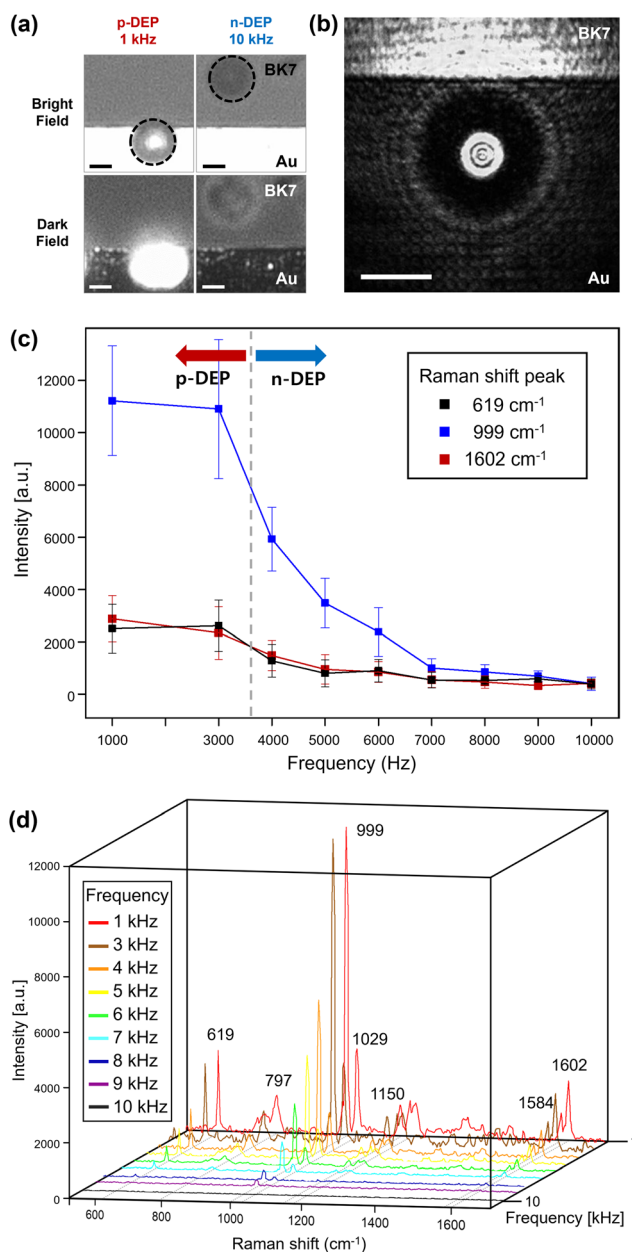 (a)
p-DEP
1 kHz
n-DEP
10 kHz
Bright
Field
BK7
Au
Dark
Field
BK7
Au
(b)
BK7
Au
(c)
p-DEP
n-DEP
Raman shift peak
619 cm⁻¹
999 cm⁻¹
1602 cm⁻¹
Intensity [a.u.]
12000
10000
8000
6000
4000
2000
0
1000 3000 4000 5000 6000 7000 8000 9000 10000
Frequency (Hz)
(d)
999
619
797
1029
1150
1584
1602
Frequency
1 kHz
3 kHz
4 kHz
5 kHz
6 kHz
7 kHz
8 kHz
9 kHz
10 kHz
Intensity [a.u.]
12000
10000
8000
6000
4000
2000
0
600 800 1000 1200 1400 1600
Raman shift (cm⁻¹)
10
Frequency [kHz]